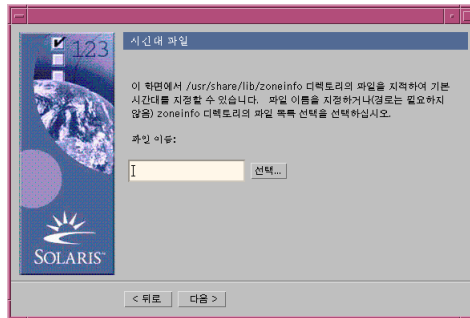 시간대 파일
123
이 화면에서 /usr/share/lib/zoneinfo 디렉토리의 파일을 지적하여 기본
시간대를 지정할 수 있습니다. 파일 이름을 지정하거나(경로는 필요하지
않음) zoneinfo 디렉토리의 파일 목록 선택을 선택하십시오.
파일 이름:
선택...
SOLARIS™
< 뒤로
다음 >